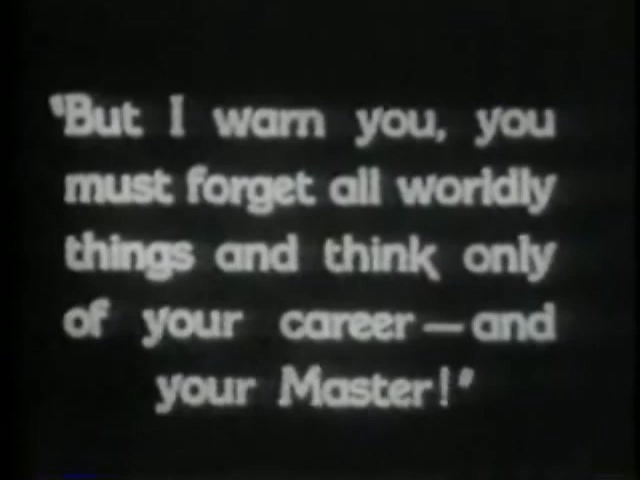 "But I warn you, you
must forget all worldly
things and think only
of your career — and
your Master!"